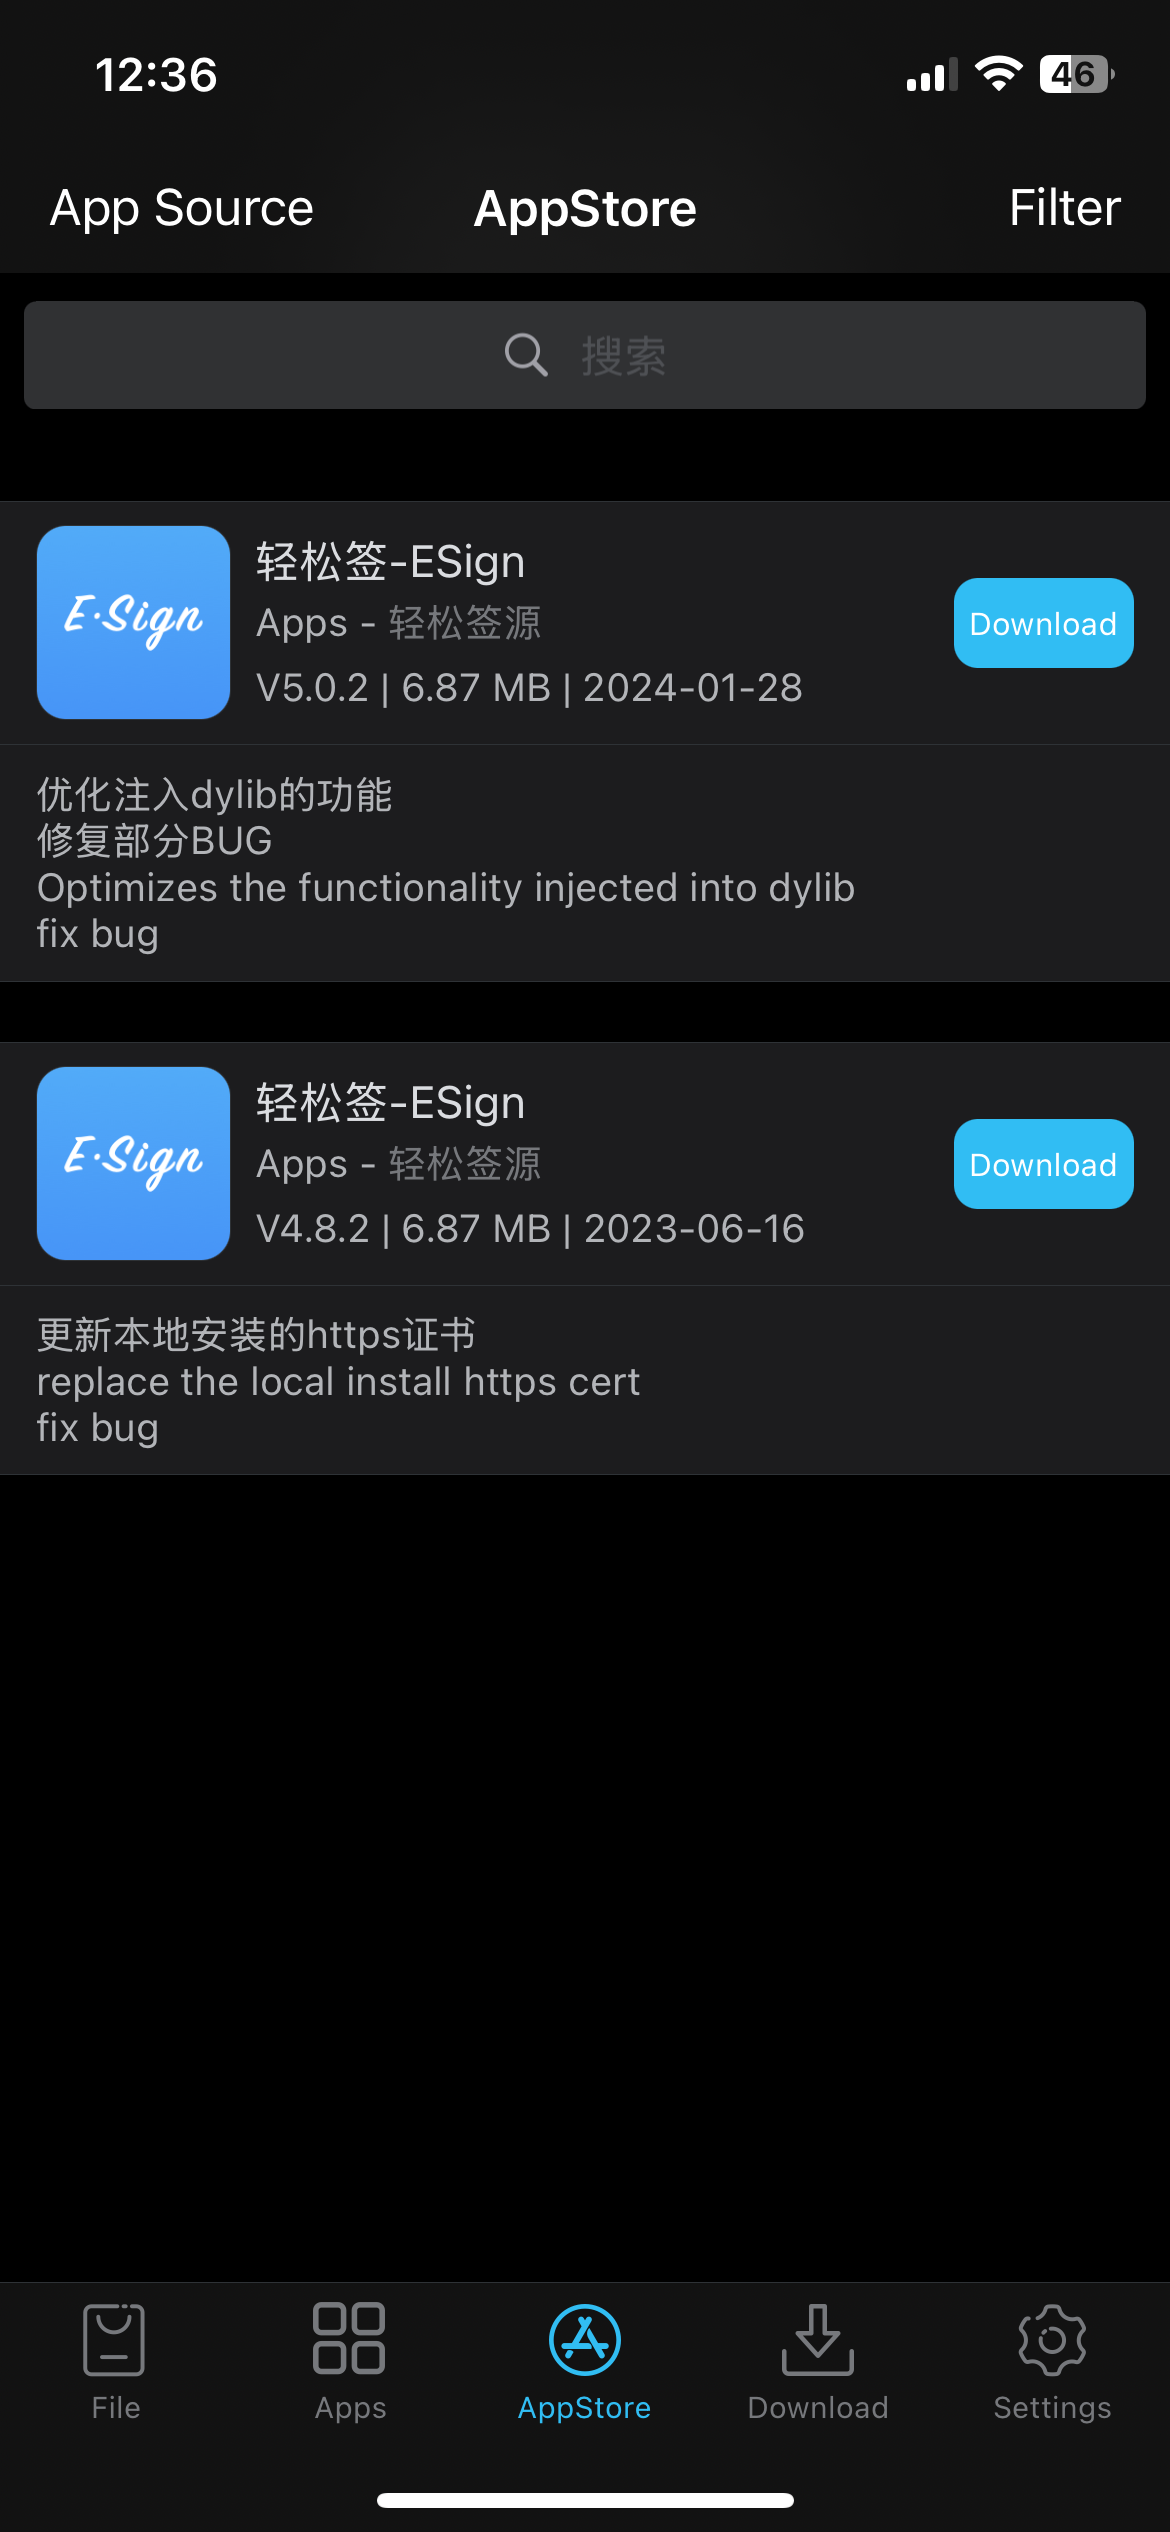 12:36
46
App Source
AppStore
Filter
搜索
E·Sign
轻松签-ESign
Apps - 轻松签源
V5.0.2 | 6.87 MB | 2024-01-28
Download
优化注入dylib的功能
修复部分BUG
Optimizes the functionality injected into dylib
fix bug
E·Sign
轻松签-ESign
Apps - 轻松签源
V4.8.2 | 6.87 MB | 2023-06-16
Download
更新本地安装的https证书
replace the local install https cert
fix bug
File
Apps
AppStore
Download
Settings